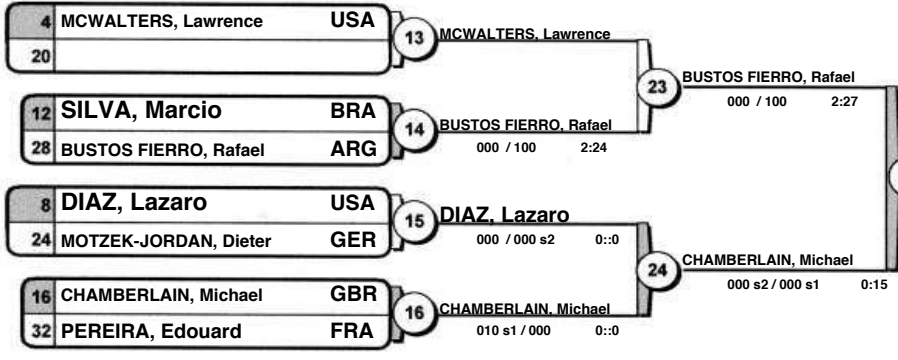 4 MCWALTERS, Lawrence USA
20
13 MCWALTERS, Lawrence
12 SILVA, Marcio BRA
28 BUSTOS FIERRO, Rafael ARG
14 BUSTOS FIERRO, Rafael
000 / 100 2:24
23 BUSTOS FIERRO, Rafael
000 / 100 2:27
8 DIAZ, Lazaro USA
24 MOTZEK-JORDAN, Dieter GER
15 DIAZ, Lazaro
000 / 000 s2 0::0
16 CHAMBERLAIN, Michael GBR
32 PEREIRA, Edouard FRA
16 CHAMBERLAIN, Michael
010 s1 / 000 0::0
24 CHAMBERLAIN, Michael
000 s2 / 000 s1 0:15